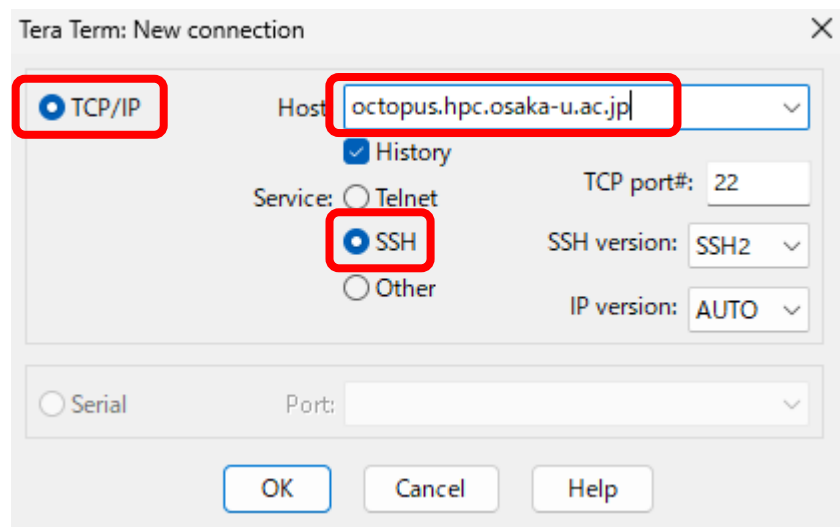 Tera Term: New connection
TCP/IP Host octopus.hpc.osaka-u.ac.jp
History
Service: Telnet TCP port#: 22
SSH SSH version: SSH2
Other IP version: AUTO
Serial Port:
OK Cancel Help